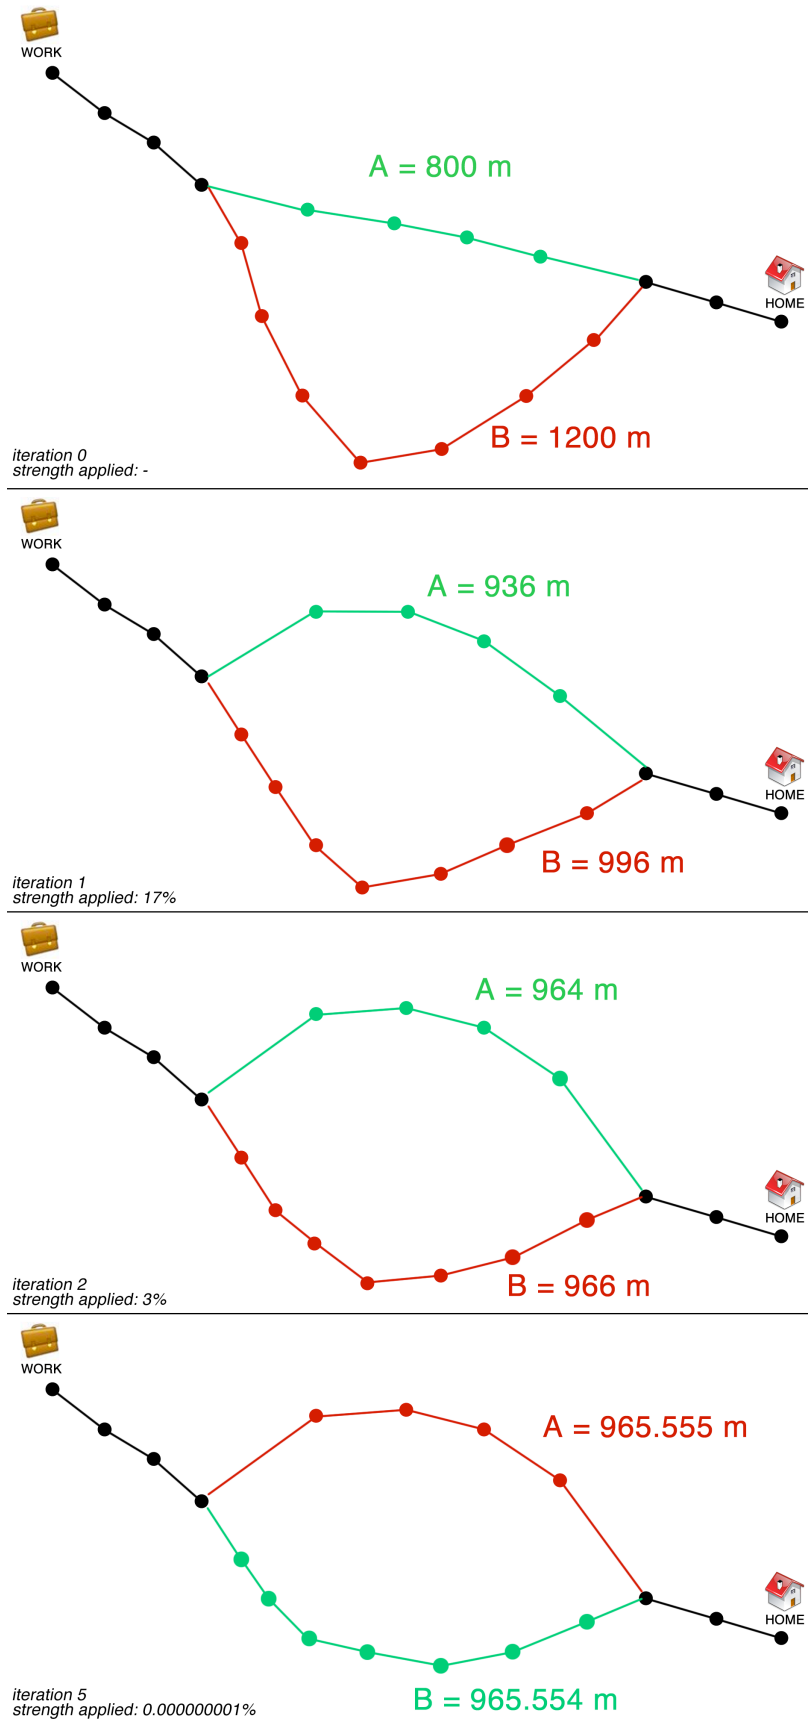 WORK
A = 800 m
HOME
B = 1200 m
iteration 0
strength applied: -
WORK
A = 936 m
HOME
B = 996 m
iteration 1
strength applied: 17%
WORK
A = 964 m
HOME
B = 966 m
iteration 2
strength applied: 3%
WORK
A = 965.555 m
HOME
B = 965.554 m
iteration 5
strength applied: 0.000000001%